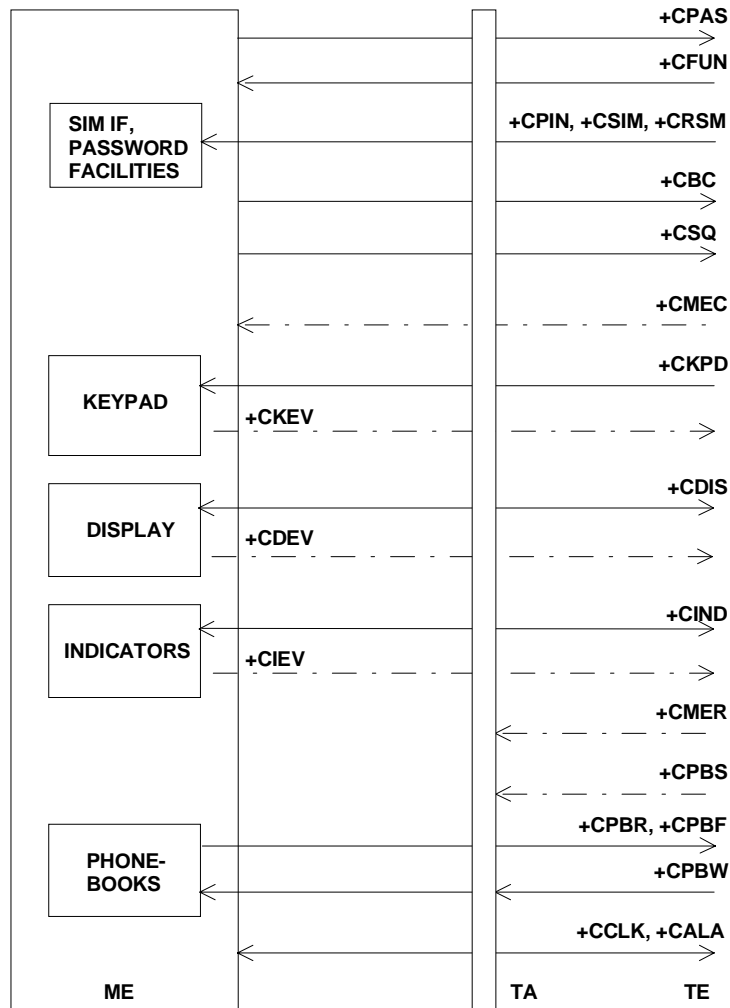 +CPAS
+CFUN
SIM IF,
PASSWORD
FACILITIES
+CPIN, +CSIM, +CRSM
+CBC
+CSQ
+CMEC
+CKPD
KEYPAD
+CKEV
+CDIS
DISPLAY
+CDEV
+CIND
INDICATORS
+CIEV
+CMER
+CPBS
+CPBR, +CPBF
PHONE-
BOOKS
+CPBW
+CCLK, +CALA
ME TA TE